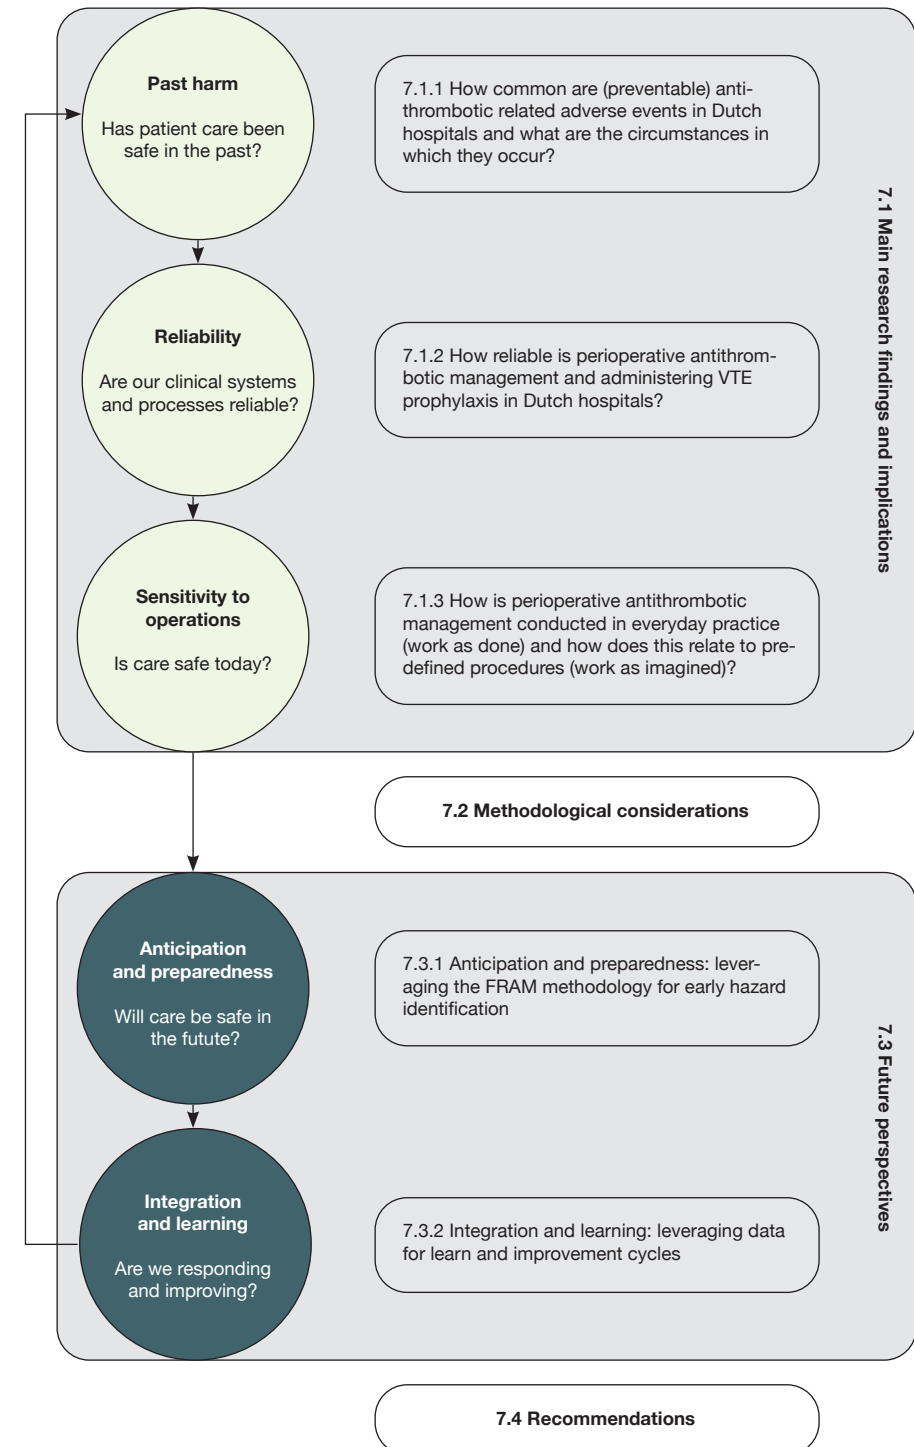 Past harm
Has patient care been
safe in the past?
7.1.1 How common are (preventable) anti-
thrombotic related adverse events in Dutch
hospitals and what are the circumstances in
which they occur?
Reliability
Are our clinical systems
and processes reliable?
7.1.2 How reliable is perioperative antithrom-
botic management and administering VTE
prophylaxis in Dutch hospitals?
Sensitivity to
operations
Is care safe today?
7.1.3 How is perioperative antithrombotic
management conducted in everyday practice
(work as done) and how does this relate to pre-
defined procedures (work as imagined)?
7.1 Main research findings and implications
7.2 Methodological considerations
Anticipation
and preparedness
Will care be safe in
the futute?
7.3.1 Anticipation and preparedness: lever-
aging the FRAM methodology for early hazard
identification
Integration
and learning
Are we responding
and improving?
7.3.2 Integration and learning: leveraging data
for learn and improvement cycles
7.3 Future perspectives
7.4 Recommendations